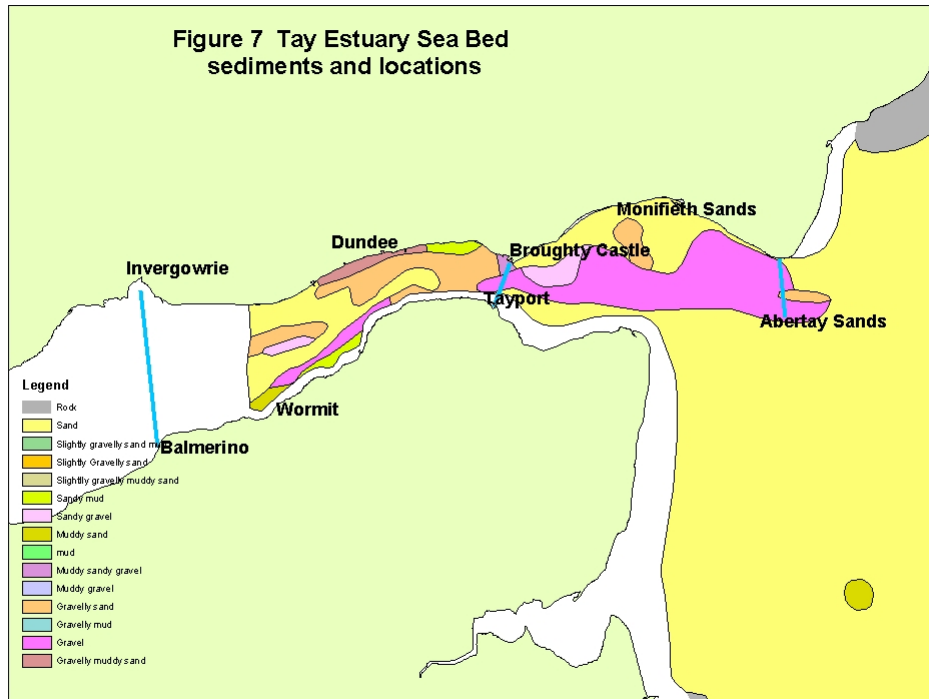 Figure 7 Tay Estuary Sea Bed
sediments and locations
Monifieth Sands
Dundee
Broughty Castle
Invergowrie
Tayport
Abertay Sands
Wormit
Balmerino
Legend
Rock
Sand
Slightly gravelly sand
Slightly Gravelly sand
Slightlly gravelly muddy sand
Sandy mud
Sandy gravel
Muddy sand
mud
Muddy sandy gravel
Muddy gravel
Gravelly sand
Gravelly mud
Gravel
Gravelly muddy sand